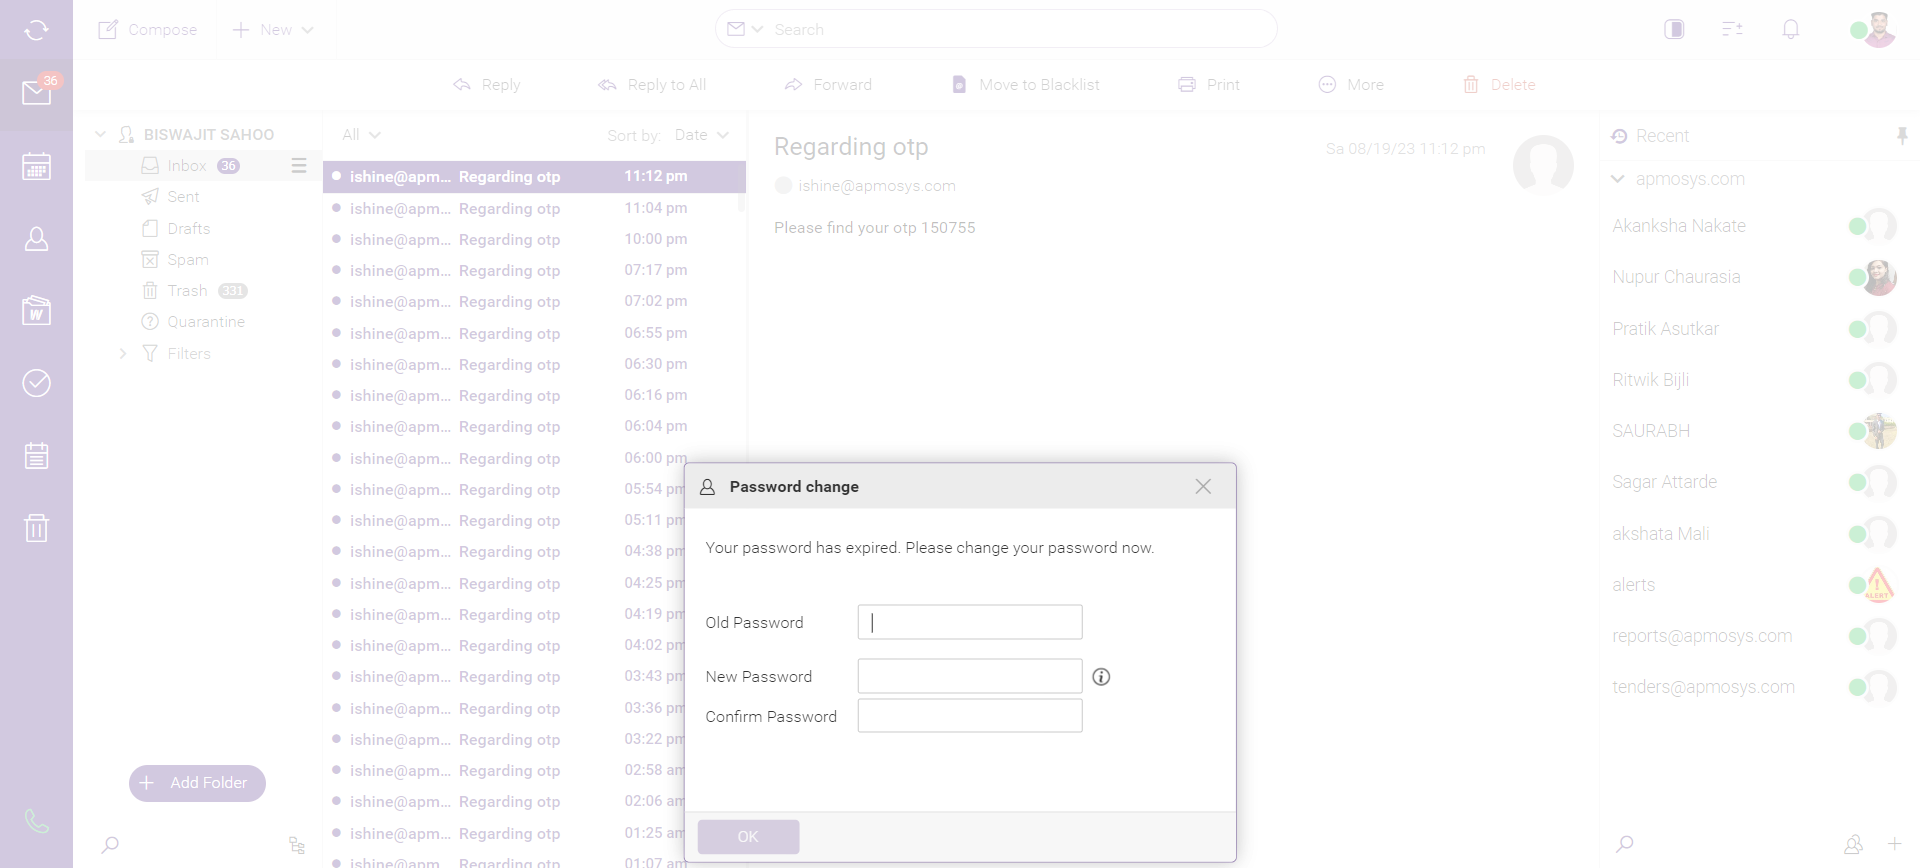 Compose
New
Search
36
Reply
Reply to All
Forward
Move to Blacklist
Print
More
Delete
BISWAJIT SAHOO
Inbox 36
Sent
Drafts
Spam
Trash 331
Quarantine
Filters
Add Folder
All
Sort by: Date
ishine@apm... Regarding otp 11:12 pm
ishine@apm... Regarding otp 11:04 pm
ishine@apm... Regarding otp 10:00 pm
ishine@apm... Regarding otp 07:17 pm
ishine@apm... Regarding otp 07:02 pm
ishine@apm... Regarding otp 06:55 pm
ishine@apm... Regarding otp 06:30 pm
ishine@apm... Regarding otp 06:16 pm
ishine@apm... Regarding otp 06:04 pm
ishine@apm... Regarding otp 06:00 pm
ishine@apm... Regarding otp 05:54 pm
ishine@apm... Regarding otp 05:11 pm
ishine@apm... Regarding otp 04:38 pm
ishine@apm... Regarding otp 04:25 pm
ishine@apm... Regarding otp 04:19 pm
ishine@apm... Regarding otp 04:02 pm
ishine@apm... Regarding otp 03:43 pm
ishine@apm... Regarding otp 03:36 pm
ishine@apm... Regarding otp 03:22 pm
ishine@apm... Regarding otp 02:58 am
ishine@apm... Regarding otp 02:06 am
ishine@apm... Regarding otp 01:25 am
ishine@apm... Regarding otp 01:07 am
Regarding otp
Sa 08/19/23 11:12 pm
ishine@apmosys.com
Please find your otp 150755
Password change
Your password has expired. Please change your password now.
Old Password
New Password
Confirm Password
OK
Recent
apmosys.com
Akanksha Nakate
Nupur Chaurasia
Pratik Asutkar
Ritwik Bijli
SAURABH
Sagar Attarde
akshata Mali
alerts
ALERT
reports@apmosys.com
tenders@apmosys.com